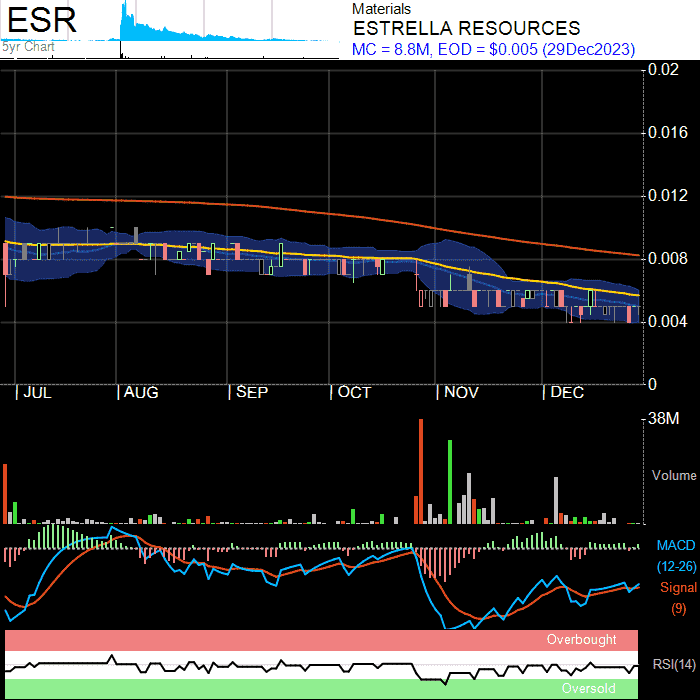 ESR
5yr Chart
Materials
ESTRELLA RESOURCES
MC = 8.8M, EOD = $0.005 (29Dec2023)
0.02
0.016
0.012
0.008
0.004
0
JUL AUG SEP OCT NOV DEC
38M
Volume
MACD
(12-26)
Signal
(9)
Overbought
RSI(14)
Oversold